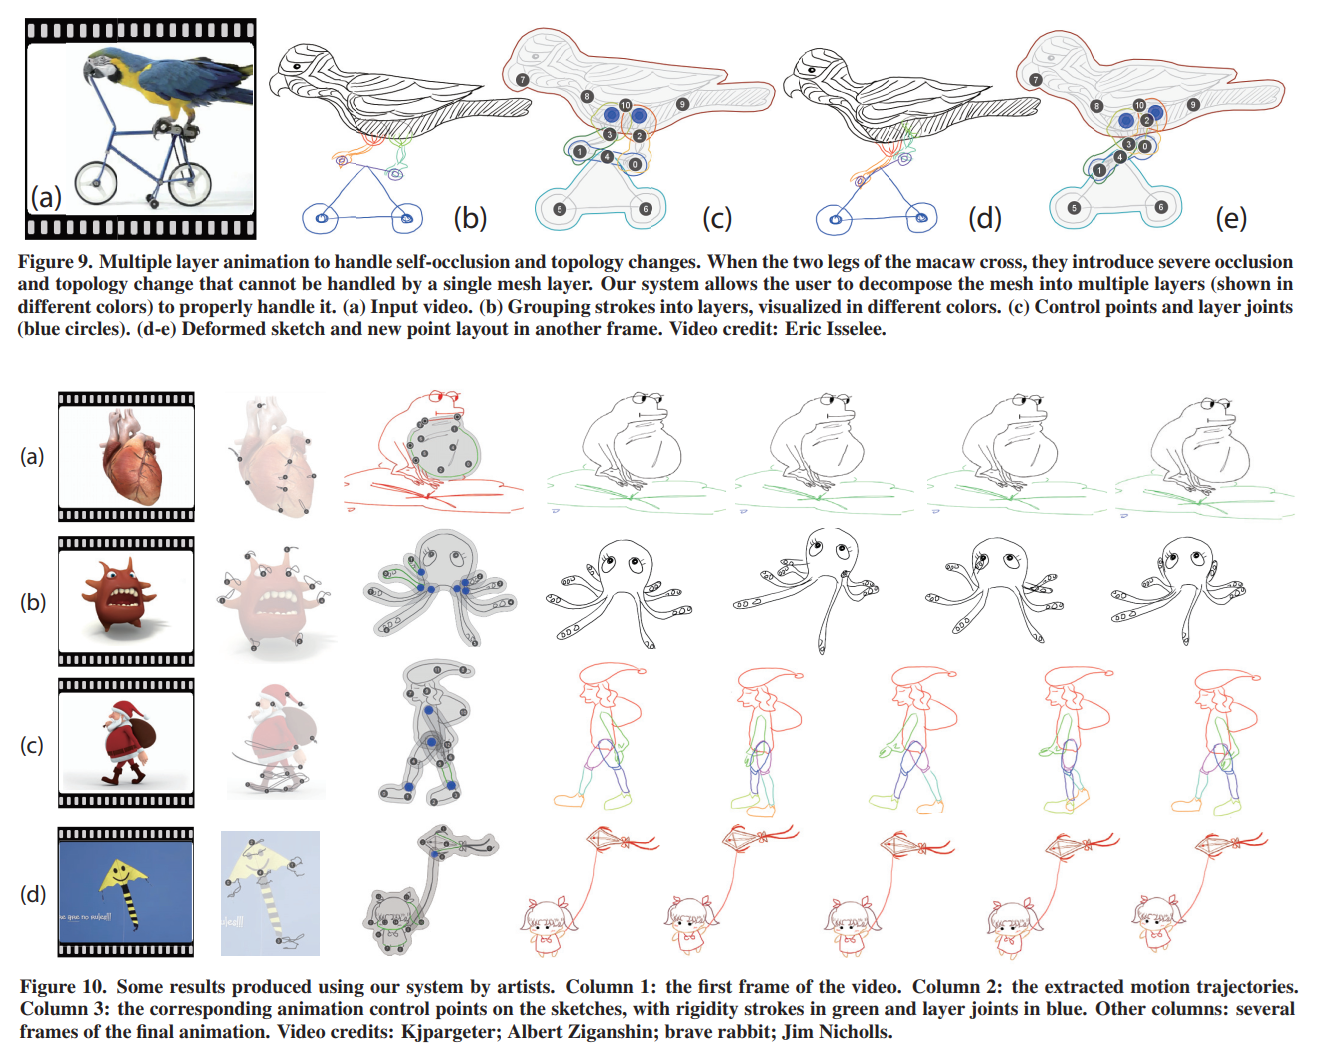 (a)
(b)
(c)
(d)
(e)
7
8
10
9
3
2
1
4
0
5
6
7
8
10
9
2
3
0
4
1
5
6
Figure 9. Multiple layer animation to handle self-occlusion and topology changes. When the two legs of the macaw cross, they introduce severe occlusion
and topology change that cannot be handled by a single mesh layer. Our system allows the user to decompose the mesh into multiple layers (shown in
different colors) to properly handle it. (a) Input video. (b) Grouping strokes into layers, visualized in different colors. (c) Control points and layer joints
(blue circles). (d-e) Deformed sketch and new point layout in another frame. Video credit: Eric Isselee.
(a)
(b)
(c)
(d)
Figure 10. Some results produced using our system by artists. Column 1: the first frame of the video. Column 2: the extracted motion trajectories.
Column 3: the corresponding animation control points on the sketches, with rigidity strokes in green and layer joints in blue. Other columns: several
frames of the final animation. Video credits: Kjpargeter; Albert Ziganshin; brave rabbit; Jim Nicholls.